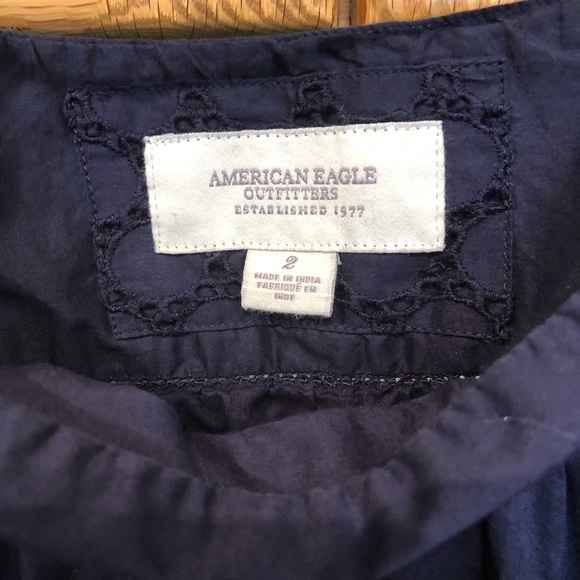 AMERICAN EAGLE
OUTFITTERS
ESTABLISHED 1977
2
MADE IN INDIA
FABRIQUÉ EN
INDE